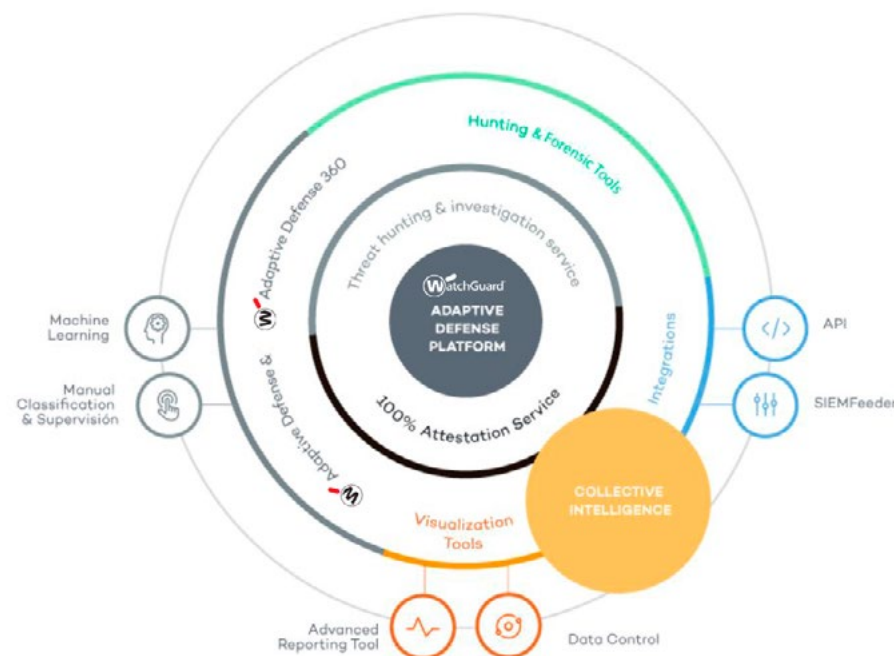 Hunting & Forensic Tools
Adaptive Defense 360
Threat hunting & investigation service
WatchGuard
ADAPTIVE
DEFENSE
PLATFORM
Machine
Learning
API
Integrations
Manual
Classification
& Supervisión
SIEMFeeder
Adaptive Defense &
100% Attestation Service
COLLECTIVE
INTELLIGENCE
Visualization
Tools
Advanced
Reporting Tool
Data Control